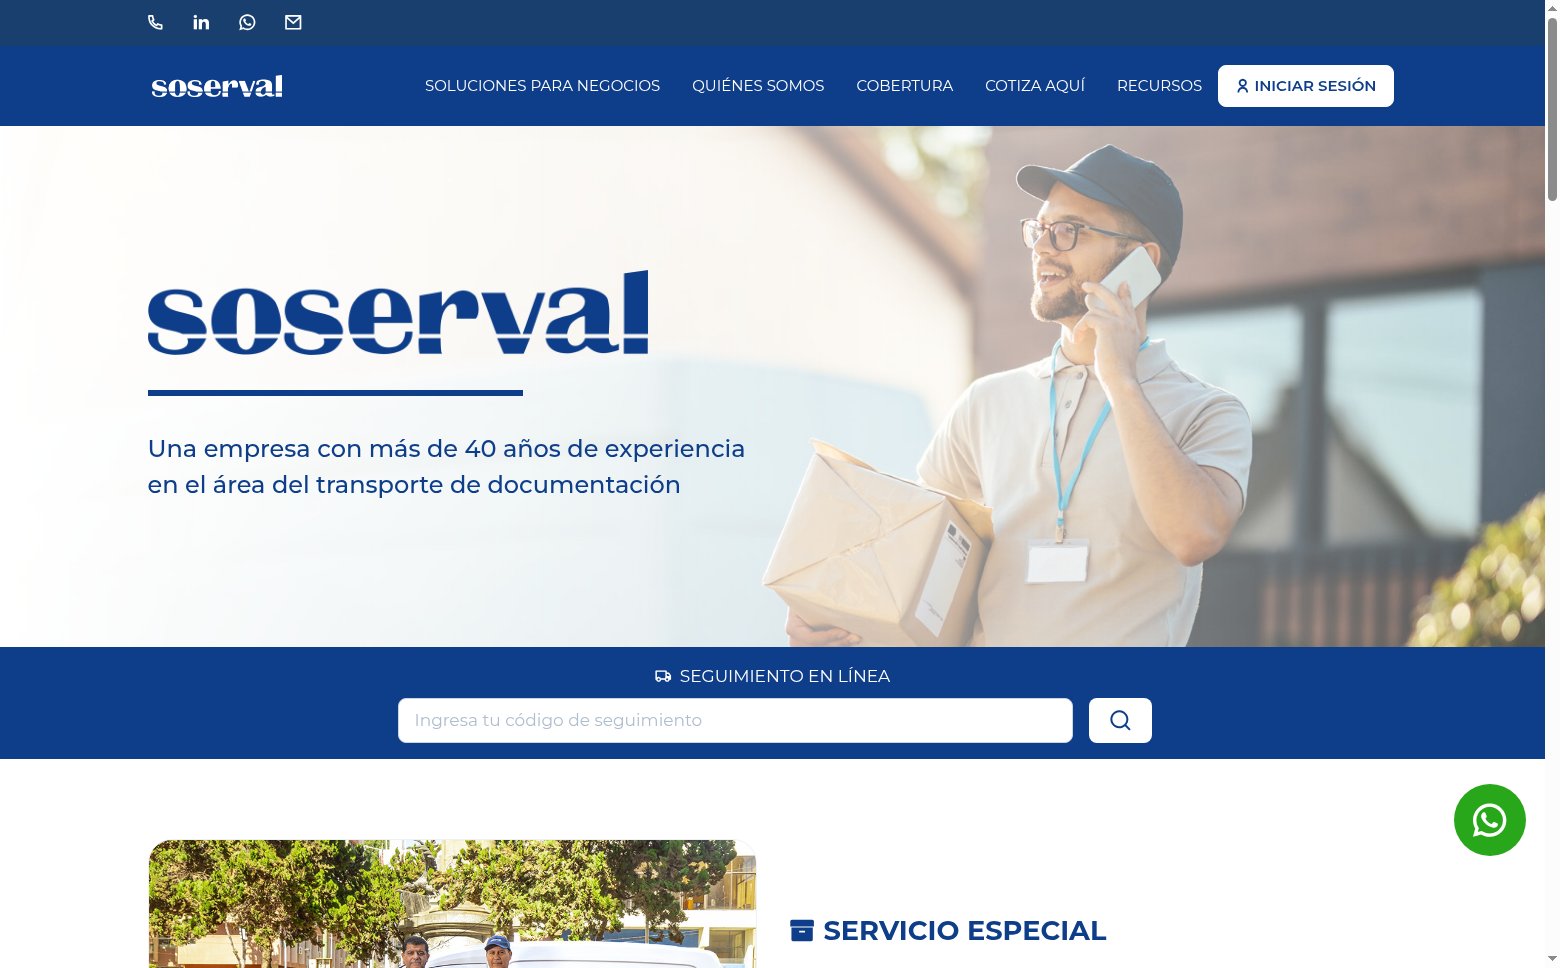 soserval
SOLUCIONES PARA NEGOCIOS
QUIÉNES SOMOS
COBERTURA
COTIZA AQUÍ
RECURSOS
INICIAR SESIÓN
soserval
Una empresa con más de 40 años de experiencia
en el área del transporte de documentación
SEGUIMIENTO EN LÍNEA
Ingresa tu código de seguimiento
SERVICIO ESPECIAL